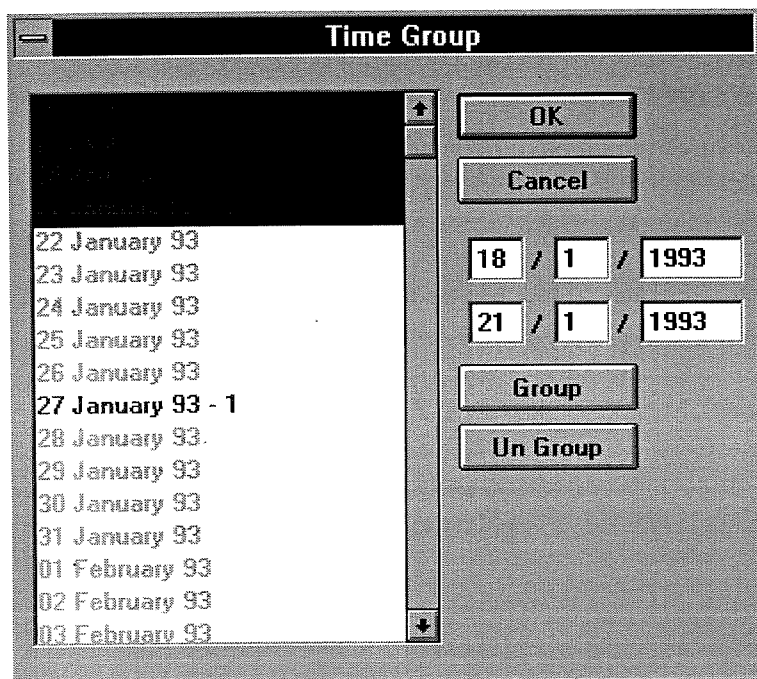 Time Group
OK
Cancel
22 January 93
23 January 93
24 January 93
25 January 93
26 January 93
27 January 93 - 1
28 January 93
29 January 93
30 January 93
31 January 93
01 February 93
02 February 93
03 February 93
18 / 1 / 1993
21 / 1 / 1993
Group
Un Group